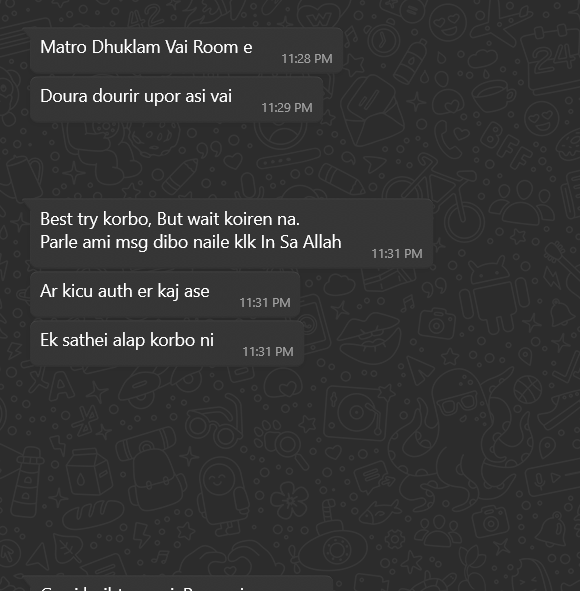 Matro Dhuklam Vai Room e
11:28 PM
Doura dourir upor asi vai
11:29 PM
Best try korbo, But wait koiren na.
Parle ami msg dibo naile klk In Sa Allah
11:31 PM
Ar kicu auth er kaj ase
11:31 PM
Ek sathei alap korbo ni
11:31 PM